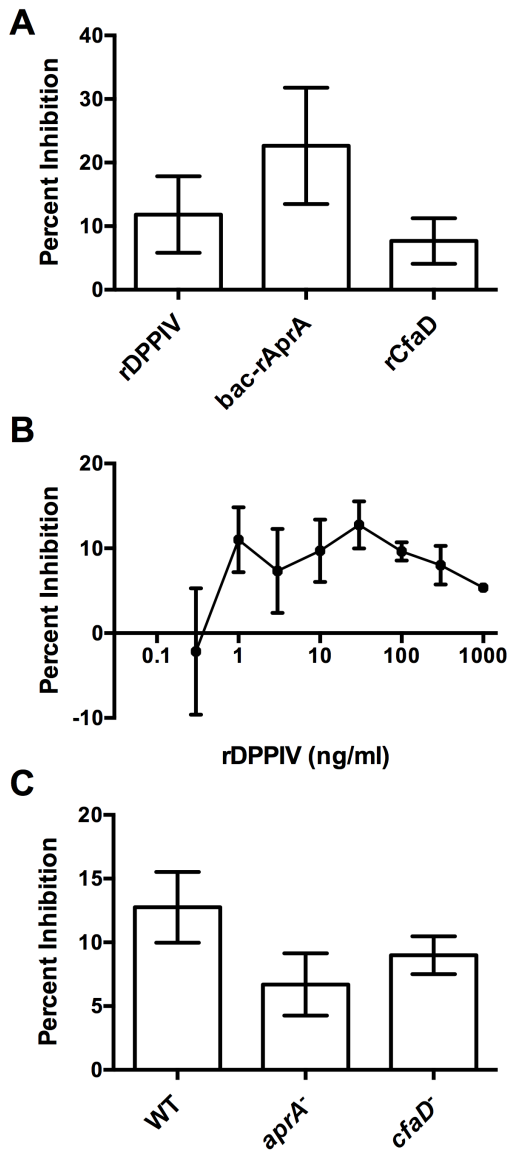 A
Percent Inhibition
40
30
20
10
0
rDPPIV
bac-rAprA
rCfaD
B
Percent Inhibition
20
10
0
-10
0.1
1
10
100
1000
rDPPIV (ng/ml)
C
Percent Inhibition
20
15
10
5
0
WT
aprA-
cfaD-